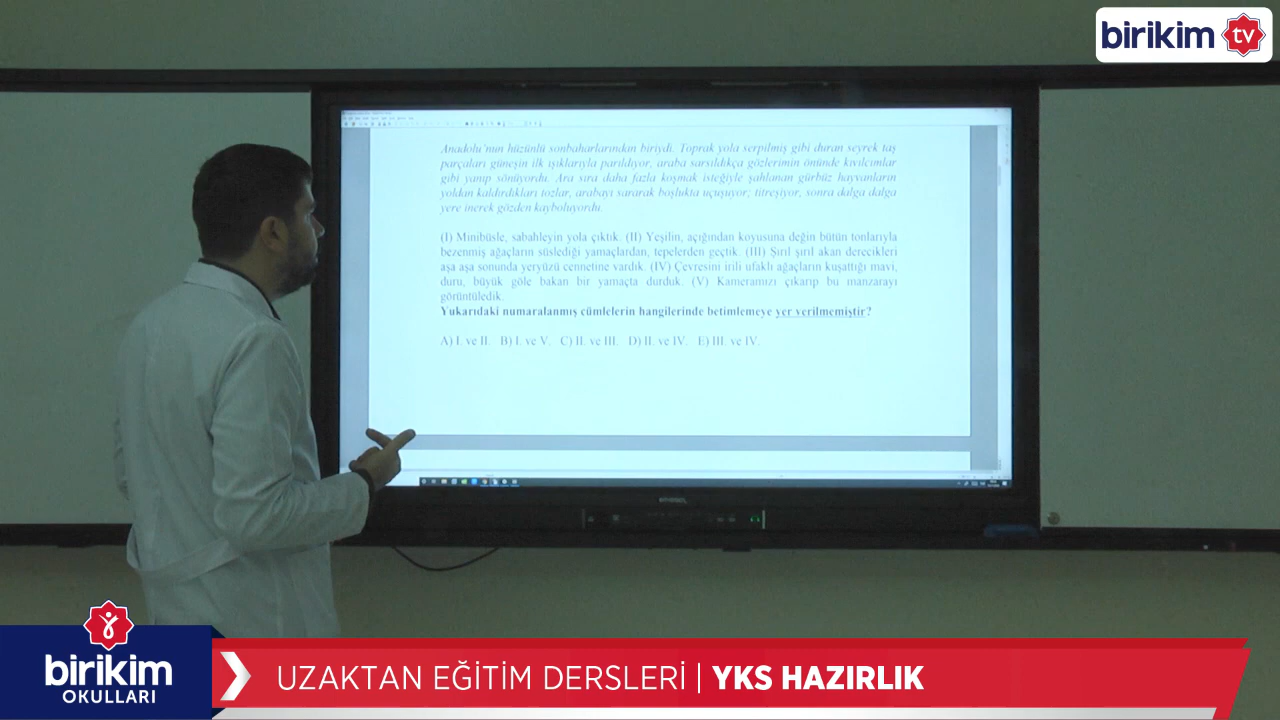 birikim tv
Anadolu'nun hüzünlü sonbaharlarından biriydi. Toprak yola serpilmiş gibi duran seyrek taş
parçaları güneşin ilk ışıklarıyla parıldıyor, araba sarsıldıkça gözlerimin önünde kıvılcımlar
gibi yanıp sönüyordu. Ara sıra daha fazla koşmak isteğiyle şahlanan gürbüz hayvanların
yoldan kaldırdıkları tozlar, arabayı sararak boşlukta uçuşuyor; titreşiyor, sonra dalga dalga
yere inerek gözden kayboluyordu.
(I) Minibüsle, sabahleyin yola çıktık. (II) Yeşilin, açığından koyusuna değin bütün tonlarıyla
bezenmiş ağaçların süslediği yamaçlardan, tepelerden geçtik. (III) Şırıl şırıl akan derecikleri
aşa aşa sonunda yeryüzü cennetine vardık. (IV) Çevresini irili ufaklı ağaçların kuşattığı mavi,
duru, büyük göle bakan bir yamaçta durduk. (V) Kameramızı çıkarıp bu manzarayı
görüntüledik.
Yukarıdaki numaralanmış cümlelerin hangilerinde betimlemeye yer verilmemiştir?
A) I. ve II. B) I. ve V. C) II. ve III. D) II. ve IV. E) III. ve IV.
birikim
OKULLARI
UZAKTAN EĞİTİM DERSLERİ | YKS HAZIRLIK